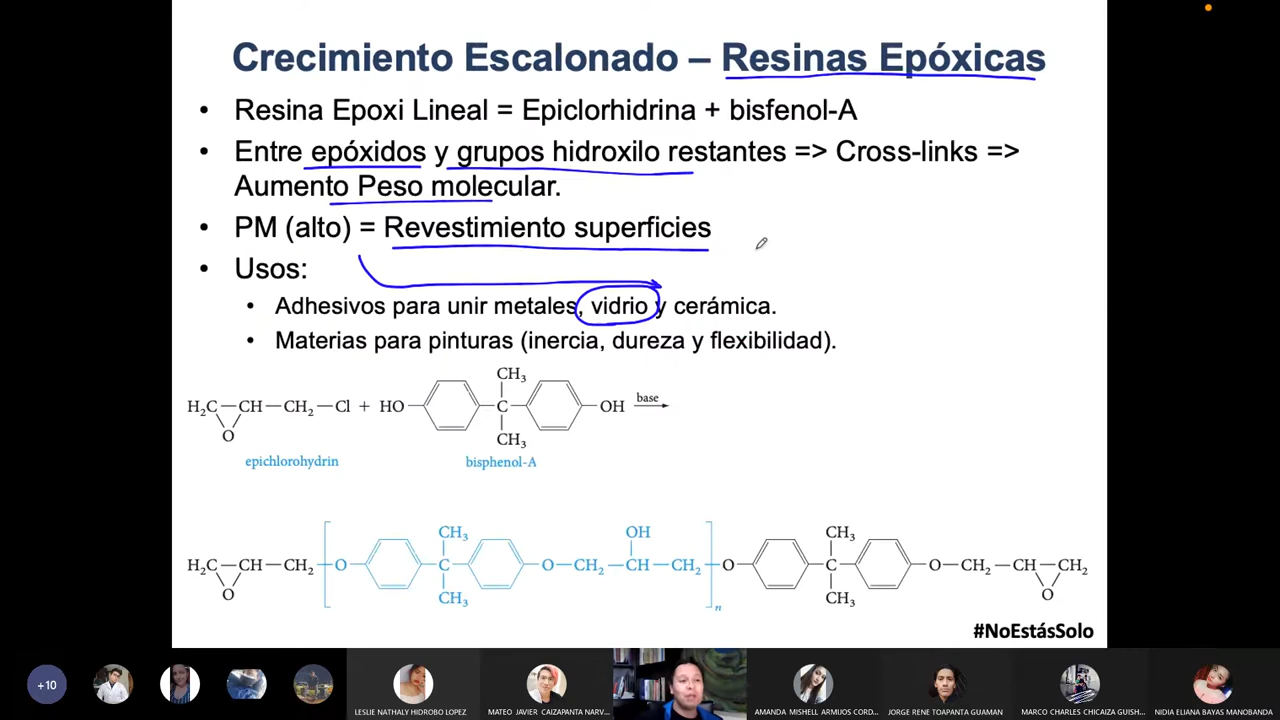 Crecimiento Escalonado – Resinas Epóxicas
• Resina Epoxi Lineal = Epiclorhidrina + bisfenol-A
• Entre epóxidos y grupos hidroxilo restantes => Cross-links =>
Aumento Peso molecular.
• PM (alto) = Revestimiento superficies
• Usos:
• Adhesivos para unir metales, vidrio y cerámica.
• Materias para pinturas (inercia, dureza y flexibilidad).
CH3
H2C—CH—CH2—Cl + HO C OH base
O CH3
epichlorohydrin bisphenol-A
CH3 OH CH3
H2C—CH—CH2 O C O—CH2—CH—CH2 O C O—CH2—CH—CH2
O CH3 CH3 O
n
#NoEstásSolo
+10
LESLIE NATHALY HIDROBO LOPEZ
MATEO JAVIER CAIZAPANTA NARV...
AMANDA MISHELL ARMIJOS CORD...
JORGE RENE TOAPANTA GUAMAN
MARCO CHARLES CHICAIZA GUISH...
NIDIA ELIANA BAYAS MANOBANDA